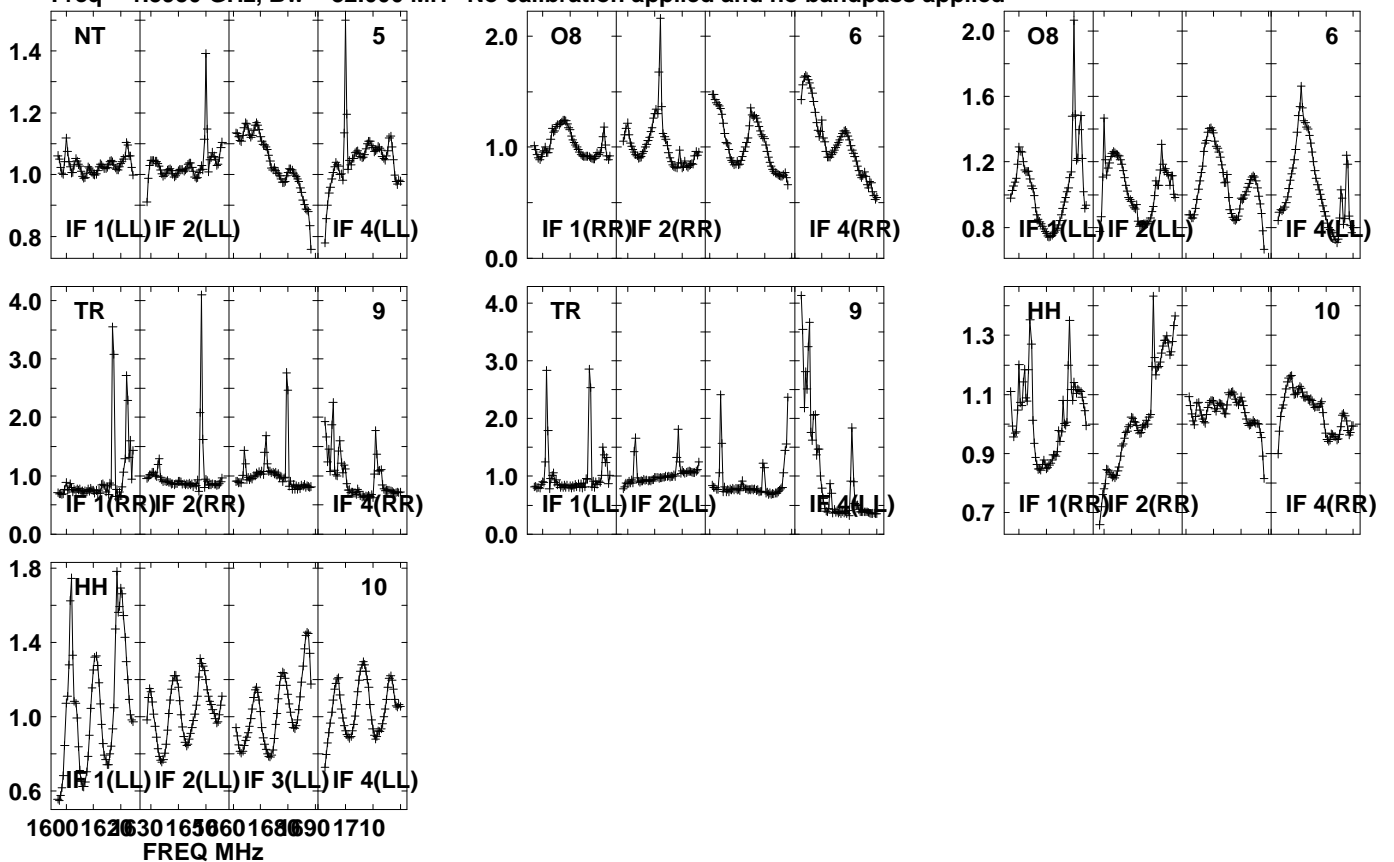 No calibration applied and no bandpass applied
NT 5
1.4
1.2
1.0
0.8
IF 1(LL) IF 2(LL) IF 4(LL)
O8 6
2.0
1.0
0.0
IF 1(RR) IF 2(RR) IF 4(RR)
O8 6
2.0
1.6
1.2
0.8
IF 1(LL) IF 2(LL) IF 4(LL)
TR 9
4.0
3.0
2.0
1.0
0.0
IF 1(RR) IF 2(RR) IF 4(RR)
TR 9
4.0
3.0
2.0
1.0
0.0
IF 1(LL) IF 2(LL) IF 4(LL)
HH 10
1.3
1.1
0.9
0.7
IF 1(RR) IF 2(RR) IF 4(RR)
HH 10
1.8
1.4
1.0
0.6
IF 1(LL) IF 2(LL) IF 3(LL) IF 4(LL)
1600 1620 1630 1650 1660 1680 1690 1710
FREQ MHz